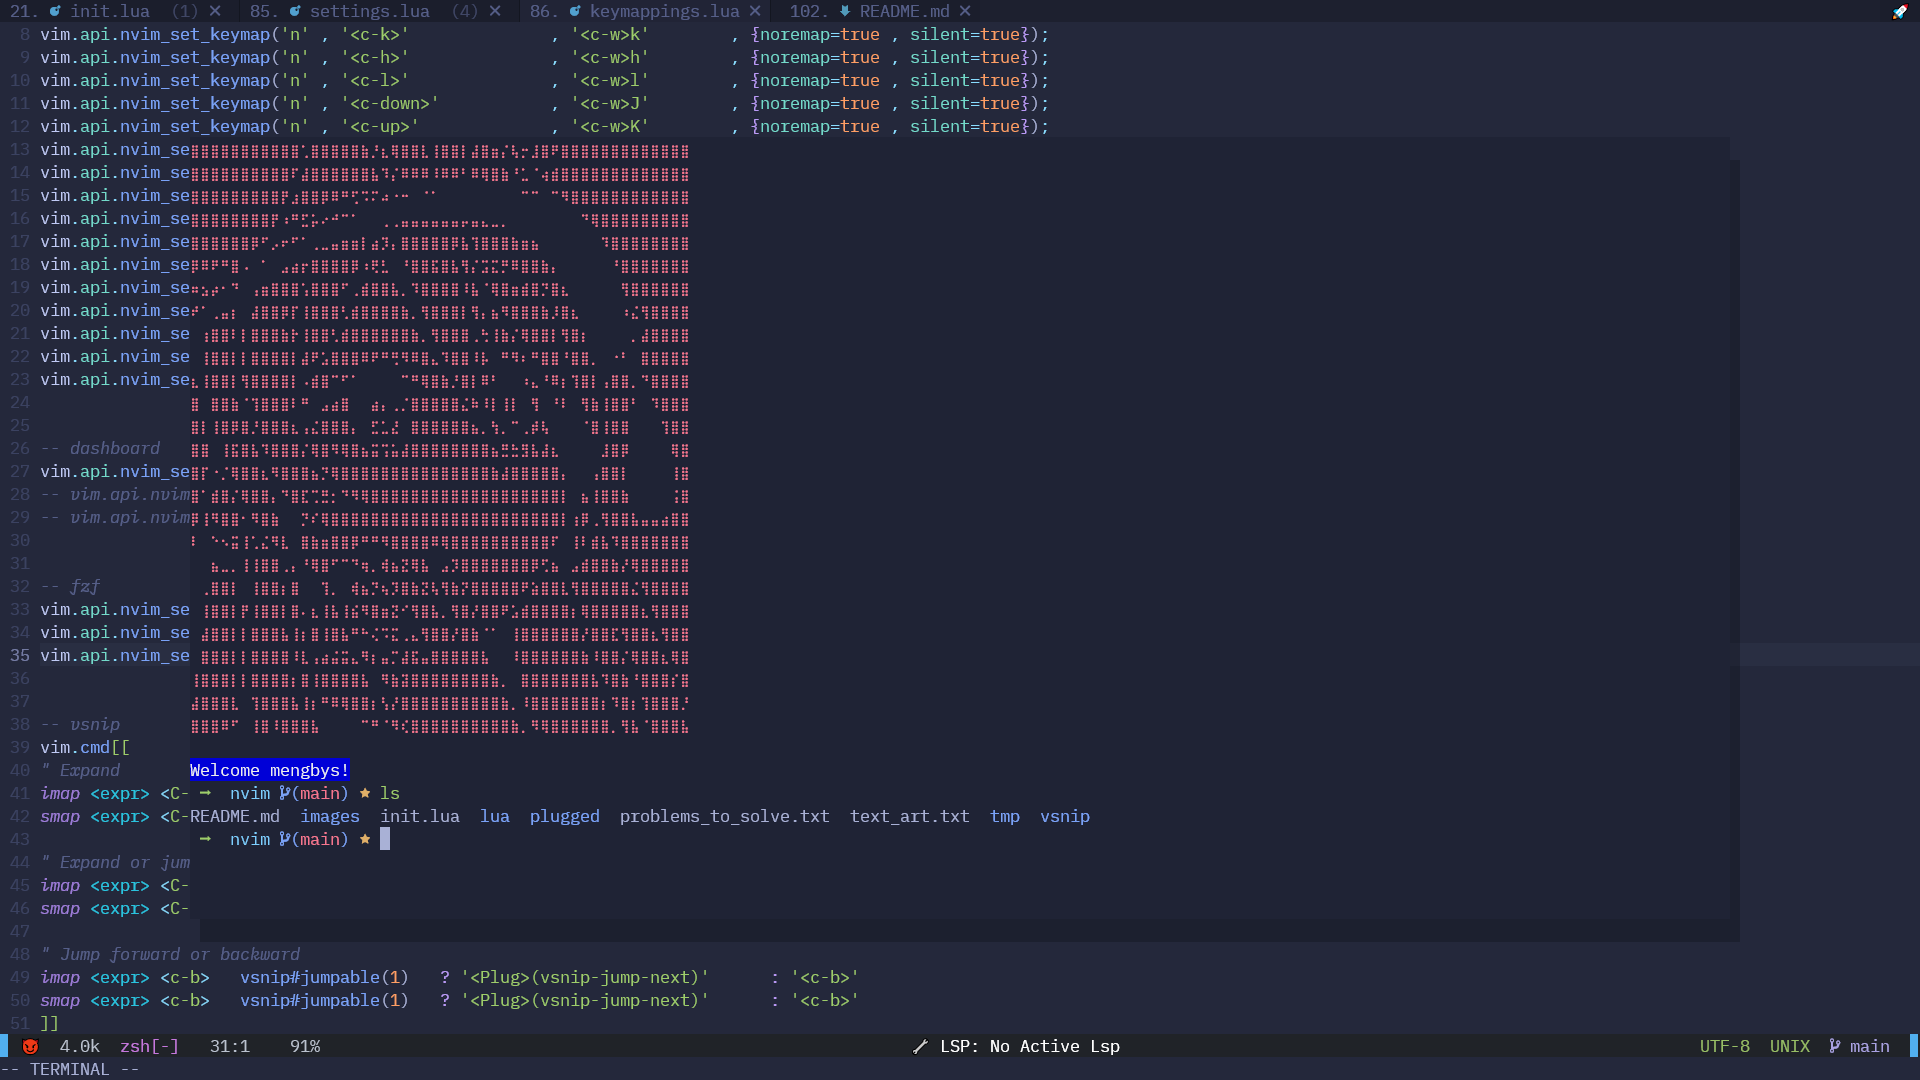 21. init.lua (1) ✕ 85. settings.lua (4) ✕ 86. keymappings.lua ✕ 102. README.md ✕
8 vim.api.nvim_set_keymap('n' , '<c-k>' , '<c-w>k' , {noremap=true , silent=true});
9 vim.api.nvim_set_keymap('n' , '<c-h>' , '<c-w>h' , {noremap=true , silent=true});
10 vim.api.nvim_set_keymap('n' , '<c-l>' , '<c-w>l' , {noremap=true , silent=true});
11 vim.api.nvim_set_keymap('n' , '<c-down>' , '<c-w>J' , {noremap=true , silent=true});
12 vim.api.nvim_set_keymap('n' , '<c-up>' , '<c-w>K' , {noremap=true , silent=true});
13 vim.api.nvim_se
14 vim.api.nvim_se
15 vim.api.nvim_se
16 vim.api.nvim_se
17 vim.api.nvim_se
18 vim.api.nvim_se
19 vim.api.nvim_se
20 vim.api.nvim_se
21 vim.api.nvim_se
22 vim.api.nvim_se
23 vim.api.nvim_se
24
25
26 -- dashboard
27 vim.api.nvim_se
28 -- vim.api.nvim
29 -- vim.api.nvim
30
31
32 -- fzf
33 vim.api.nvim_se
34 vim.api.nvim_se
35 vim.api.nvim_se
36
37
38 -- vsnip
39 vim.cmd[[
Welcome mengbys!
40 " Expand
41 imap <expr> <C- → nvim (main) ★ ls
42 smap <expr> <C-README.md images init.lua lua plugged problems_to_solve.txt text_art.txt tmp vsnip
43 → nvim (main) ★
44 " Expand or jum
45 imap <expr> <C-
46 smap <expr> <C-
47
48 " Jump forward or backward
49 imap <expr> <c-b> vsnip#jumpable(1) ? '<Plug>(vsnip-jump-next)' : '<c-b>'
50 smap <expr> <c-b> vsnip#jumpable(1) ? '<Plug>(vsnip-jump-next)' : '<c-b>'
51 ]]
4.0k zsh[-] 31:1 91% LSP: No Active Lsp UTF-8 UNIX main
-- TERMINAL --